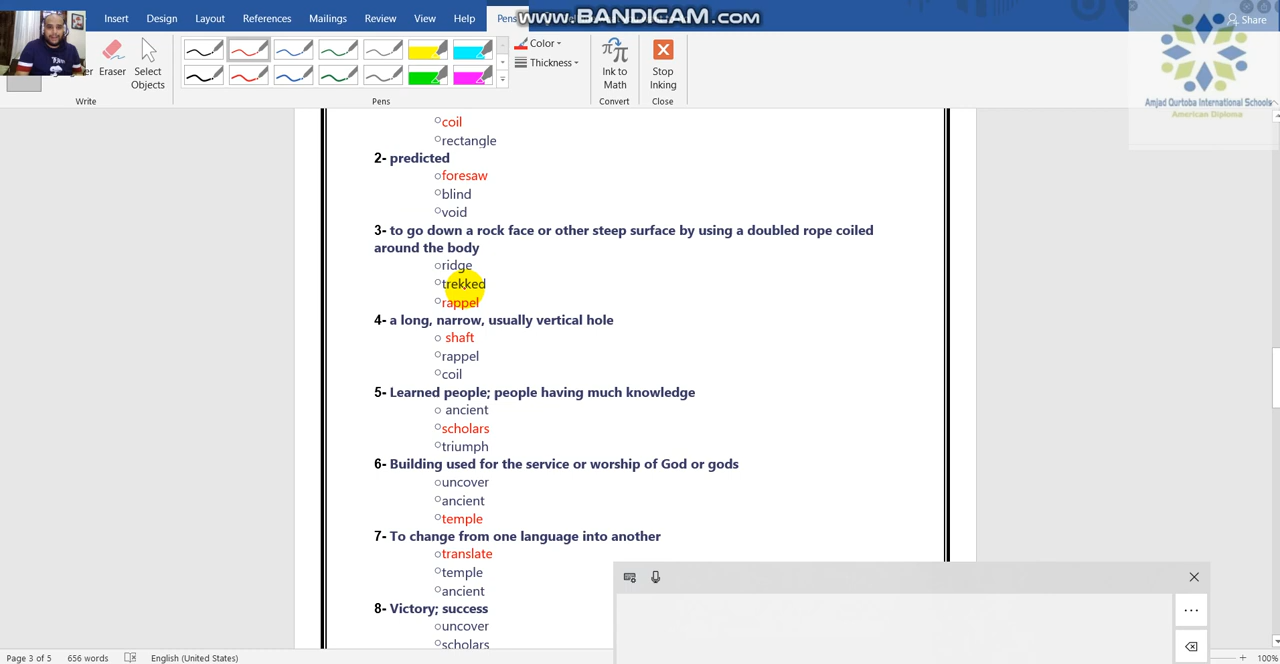 Insert Design Layout References Mailings Review View Help Pens
www.BANDICAM.com
Share
Eraser
Select Objects
Color
Thickness
Ink to Math
Stop Inking
Write
Pens
Convert
Close
Amjad Qurtoba International Schools
American Diploma
coil
rectangle
2- predicted
foresaw
blind
void
3- to go down a rock face or other steep surface by using a doubled rope coiled
around the body
ridge
trekked
rappel
4- a long, narrow, usually vertical hole
shaft
rappel
coil
5- Learned people; people having much knowledge
ancient
scholars
triumph
6- Building used for the service or worship of God or gods
uncover
ancient
temple
7- To change from one language into another
translate
temple
ancient
8- Victory; success
uncover
scholars
Page 3 of 5 656 words English (United States) 100%